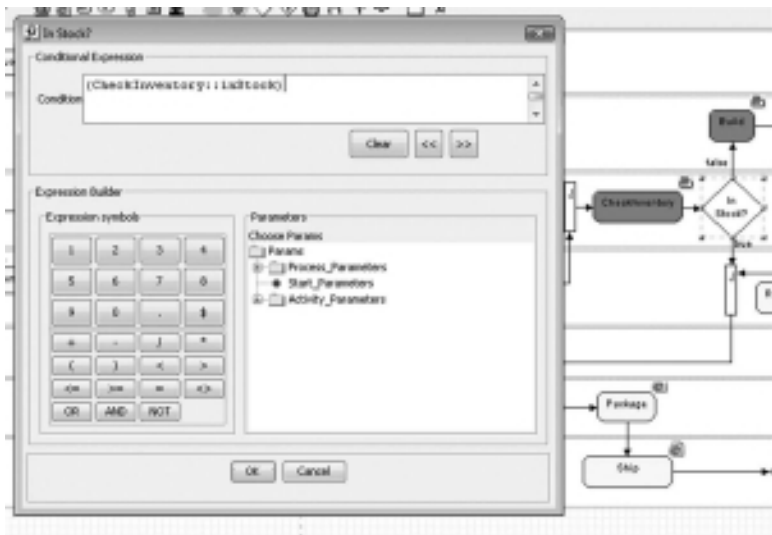 In Stock?
Conditional Expression
Condition
(CheckInventory::inStock)
Clear << >>
Expression Builder
Expression symbols
1 2 3 4
5 6 7 8
9 0 . $
+ - / *
( ) < >
<= >= = <>
OR AND NOT
Parameters
Choose Params
Params
Process_Parameters
Start_Parameters
Activity_Parameters
OK Cancel
Build
false
CheckInventory
In
Stock?
Package
Ship